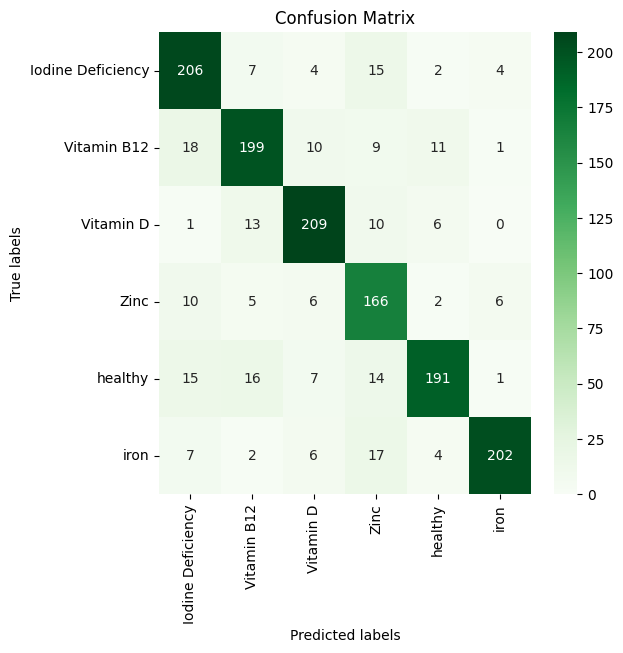 Confusion Matrix
Iodine Deficiency 206 7 4 15 2 4
Vitamin B12 18 199 10 9 11 1
Vitamin D 1 13 209 10 6 0
Zinc 10 5 6 166 2 6
healthy 15 16 7 14 191 1
iron 7 2 6 17 4 202
True labels
Iodine Deficiency
Vitamin B12
Vitamin D
Zinc
healthy
iron
Predicted labels
200
175
150
125
100
75
50
25
0